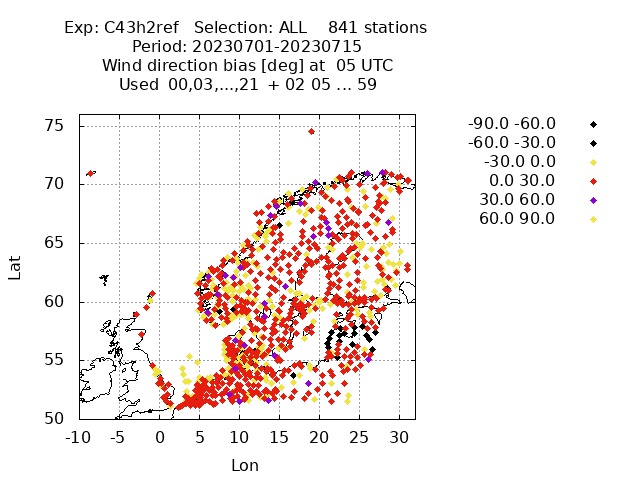 Exp: C43h2ref   Selection: ALL    841 stations
Period: 20230701-20230715
Wind direction bias [deg] at  05 UTC
Used  00,03,...,21  + 02 05 ... 59
-90.0 -60.0
-60.0 -30.0
-30.0 0.0
0.0 30.0
30.0 60.0
60.0 90.0
75
70
65
60
55
50
Lat
-10 -5 0 5 10 15 20 25 30
Lon